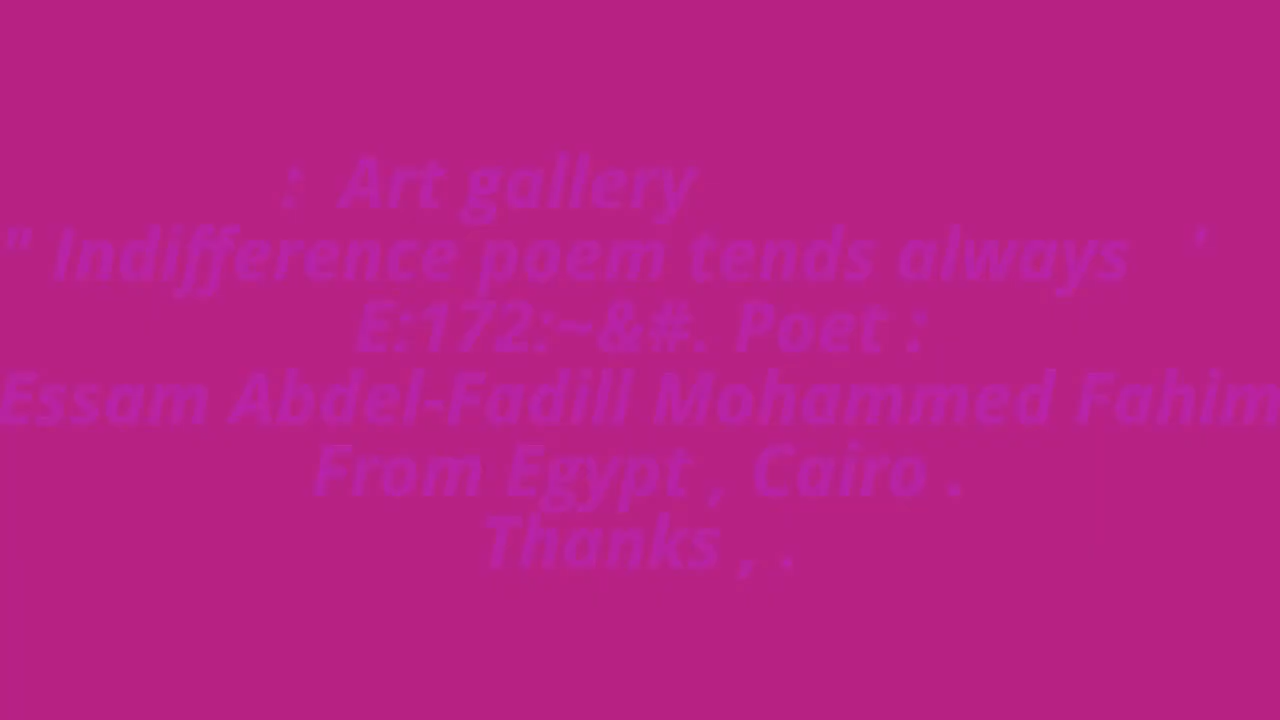 : Art gallery
" Indifference poem tends always '
E:172:~&#. Poet :
Essam Abdel-Fadill Mohammed Fahim
From Egypt , Cairo .
Thanks , .